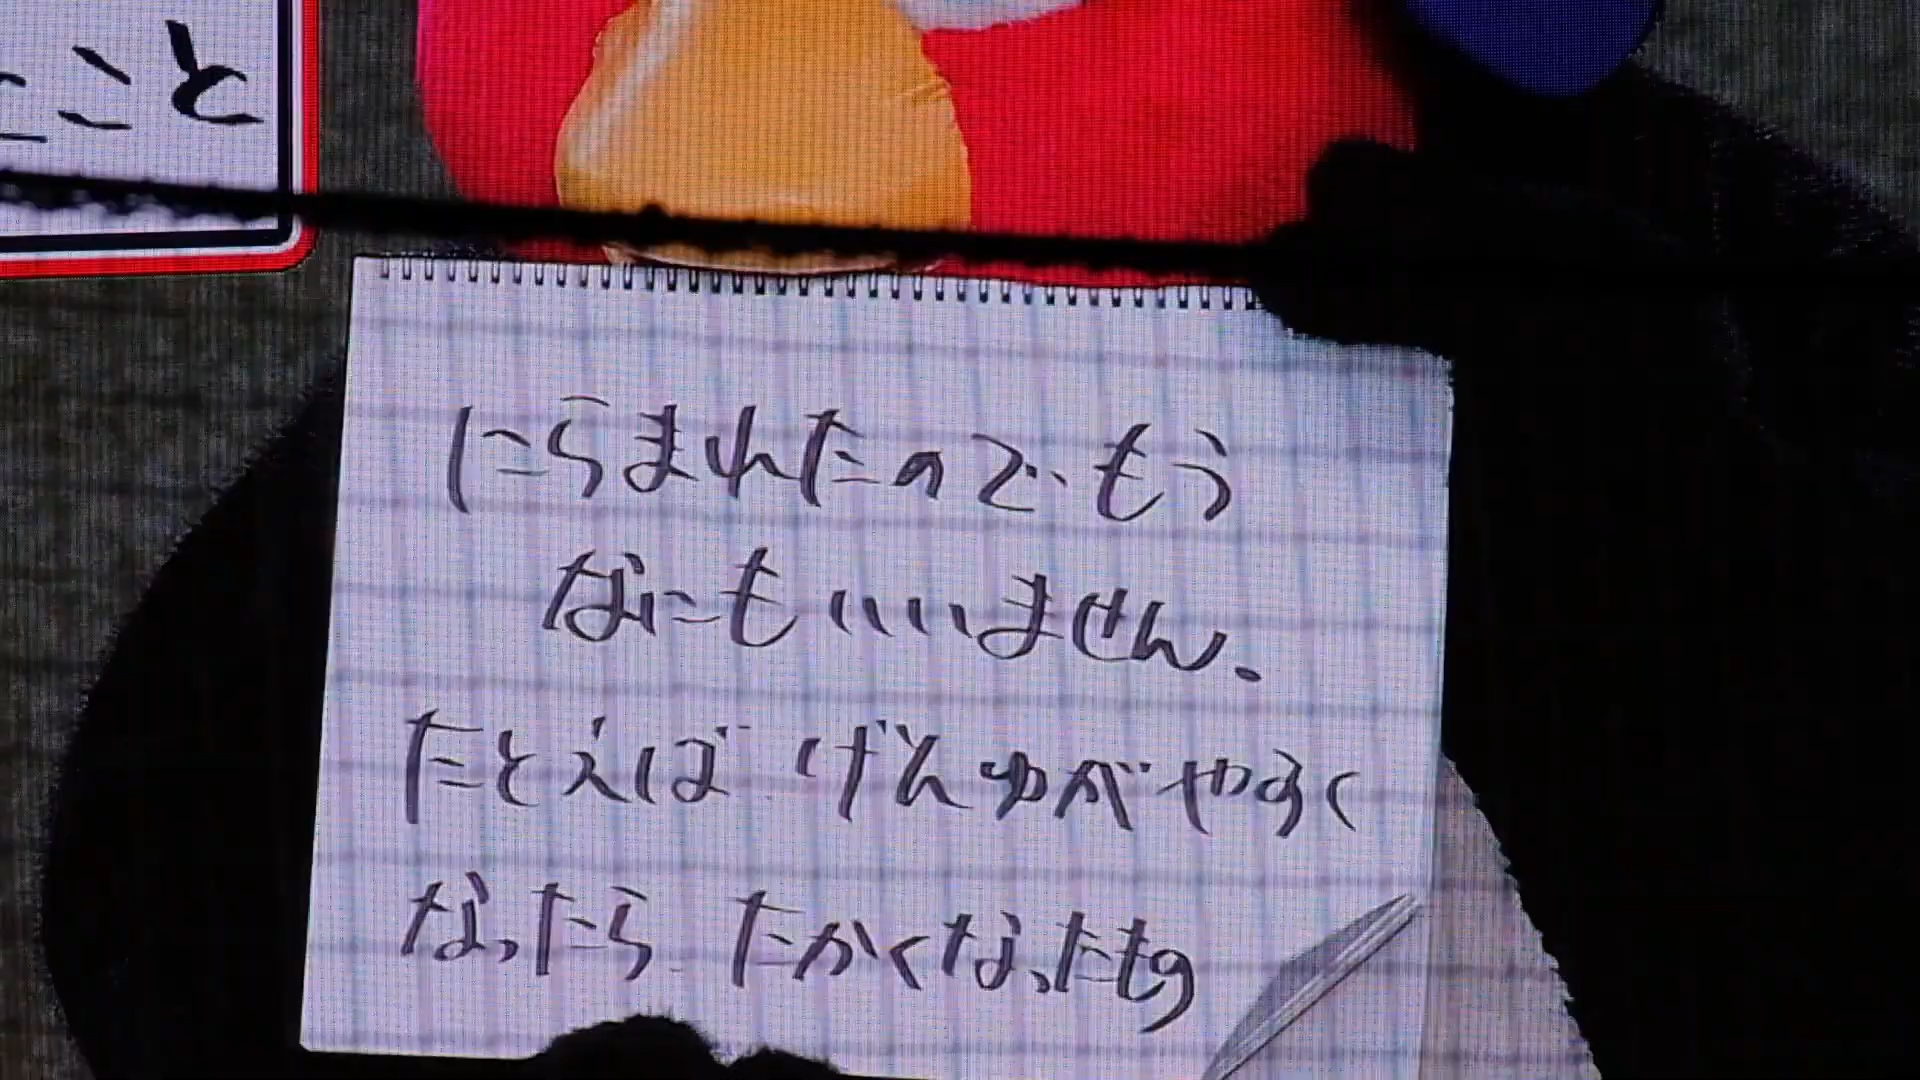 こと
にらまれたので もう
なにもいいません。
たとえば げんゆがやすく
なったら たかくなったもの